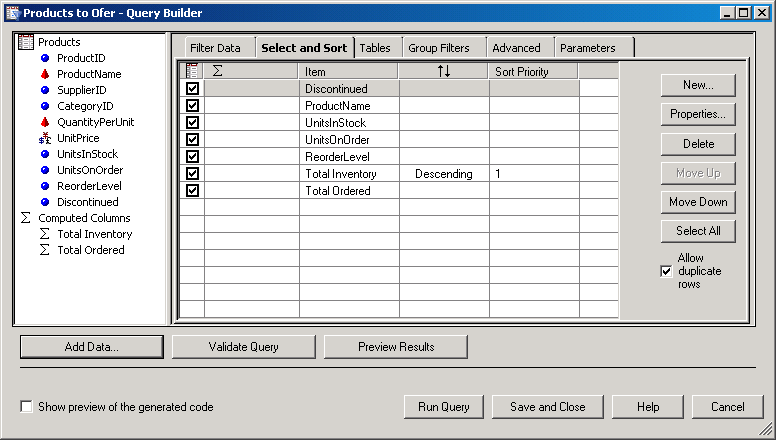 Products to Ofer - Query Builder
Products
ProductID
ProductName
SupplierID
CategoryID
QuantityPerUnit
UnitPrice
UnitsInStock
UnitsOnOrder
ReorderLevel
Discontinued
Σ Computed Columns
Σ Total Inventory
Σ Total Ordered
Filter Data Select and Sort Tables Group Filters Advanced Parameters
Σ Item ↑↓ Sort Priority
Discontinued
ProductName
UnitsInStock
UnitsOnOrder
ReorderLevel
Total Inventory Descending 1
Total Ordered
New...
Properties...
Delete
Move Up
Move Down
Select All
Allow
duplicate
rows
Add Data... Validate Query Preview Results
Show preview of the generated code
Run Query Save and Close Help Cancel